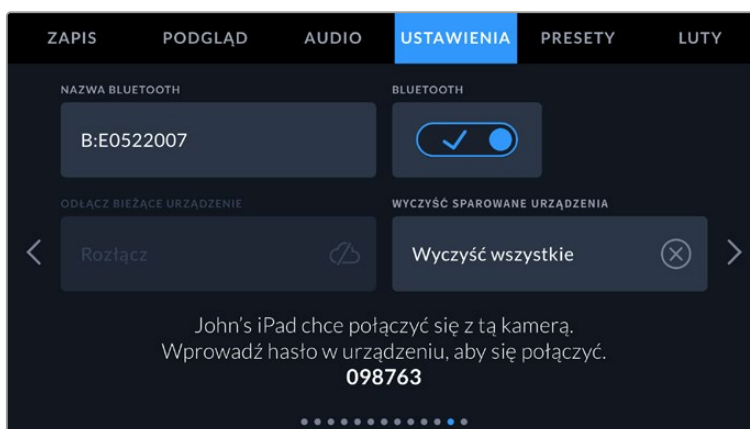 ZAPIS PODGLĄD AUDIO USTAWIENIA PRESETY LUTY
NAZWA BLUETOOTH BLUETOOTH
B:E0522007
ODŁĄCZ BIEŻĄCE URZĄDZENIE WYCZYŚĆ SPAROWANE URZĄDZENIA
Rozłącz Wyczyść wszystkie
John's iPad chce połączyć się z tą kamerą.
Wprowadź hasło w urządzeniu, aby się połączyć.
098763